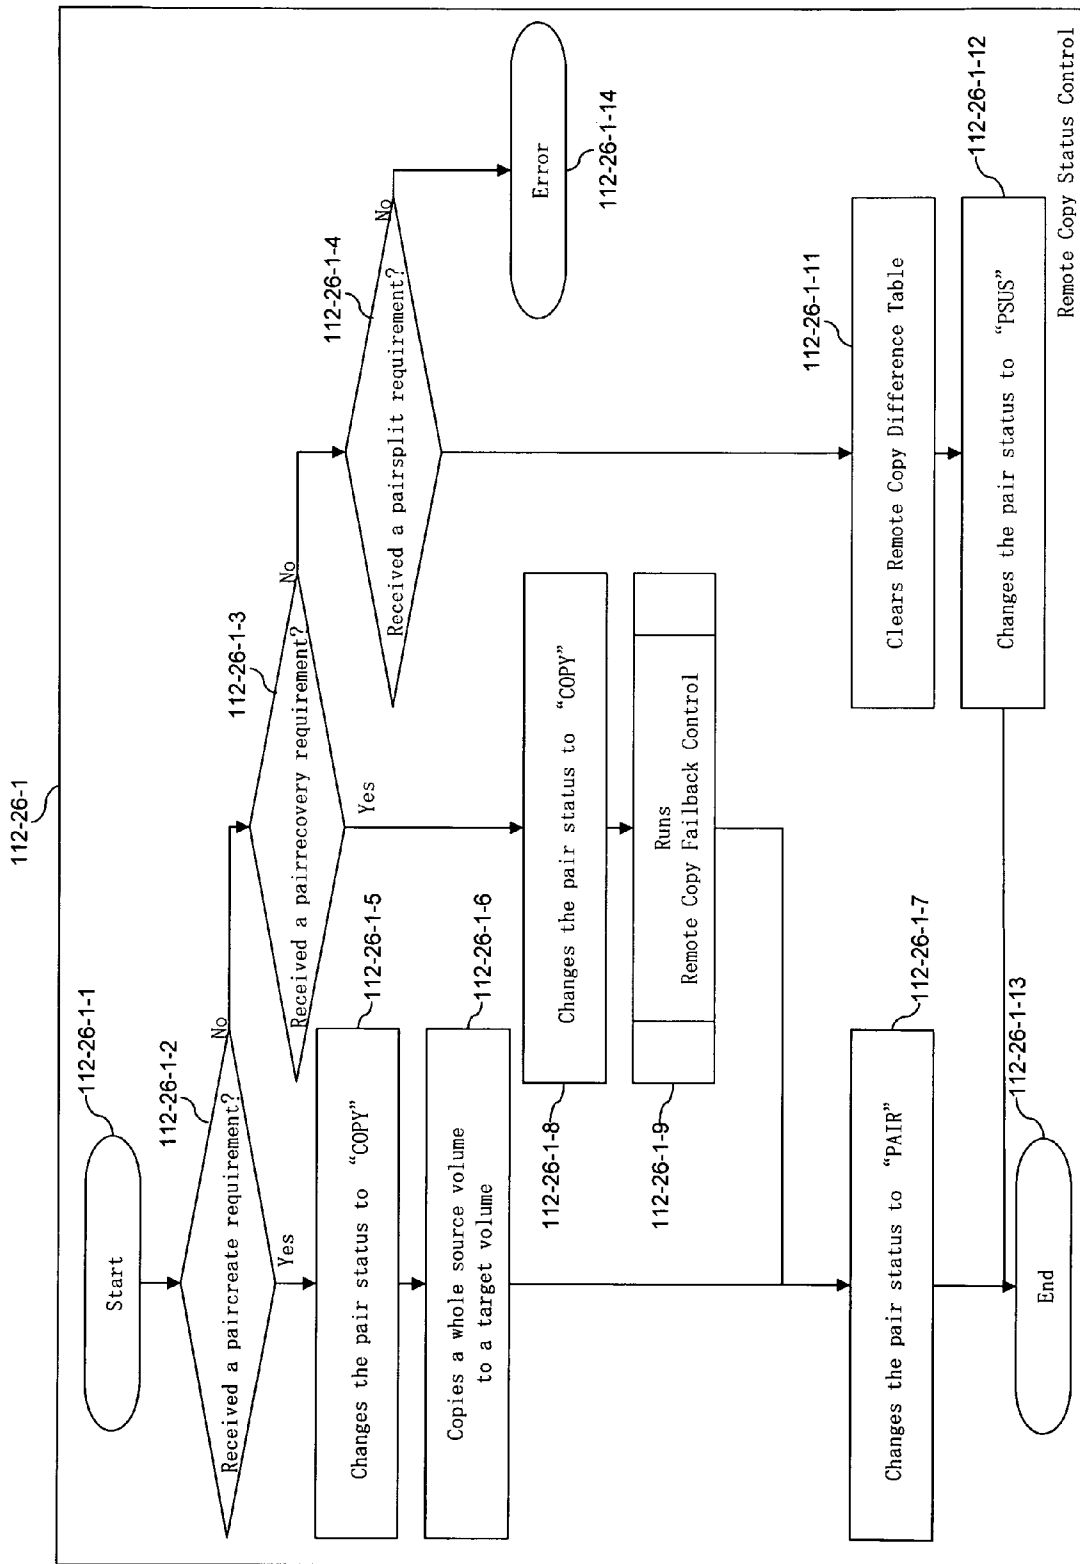 112-26-1
Start
112-26-1-1
Received a paircreate requirement?
112-26-1-2
No
Yes
Received a pairrecovery requirement?
112-26-1-3
No
Yes
Received a pairsplit requirement?
112-26-1-4
No
Error
112-26-1-14
Changes the pair status to "COPY"
112-26-1-5
Copies a whole source volume
to a target volume
112-26-1-6
Changes the pair status to "COPY"
112-26-1-8
Runs
Remote Copy Failback Control
112-26-1-9
Clears Remote Copy Difference Table
112-26-1-11
Changes the pair status to "PSUS"
112-26-1-12
Changes the pair status to "PAIR"
112-26-1-7
End
112-26-1-13
Remote Copy Status Control